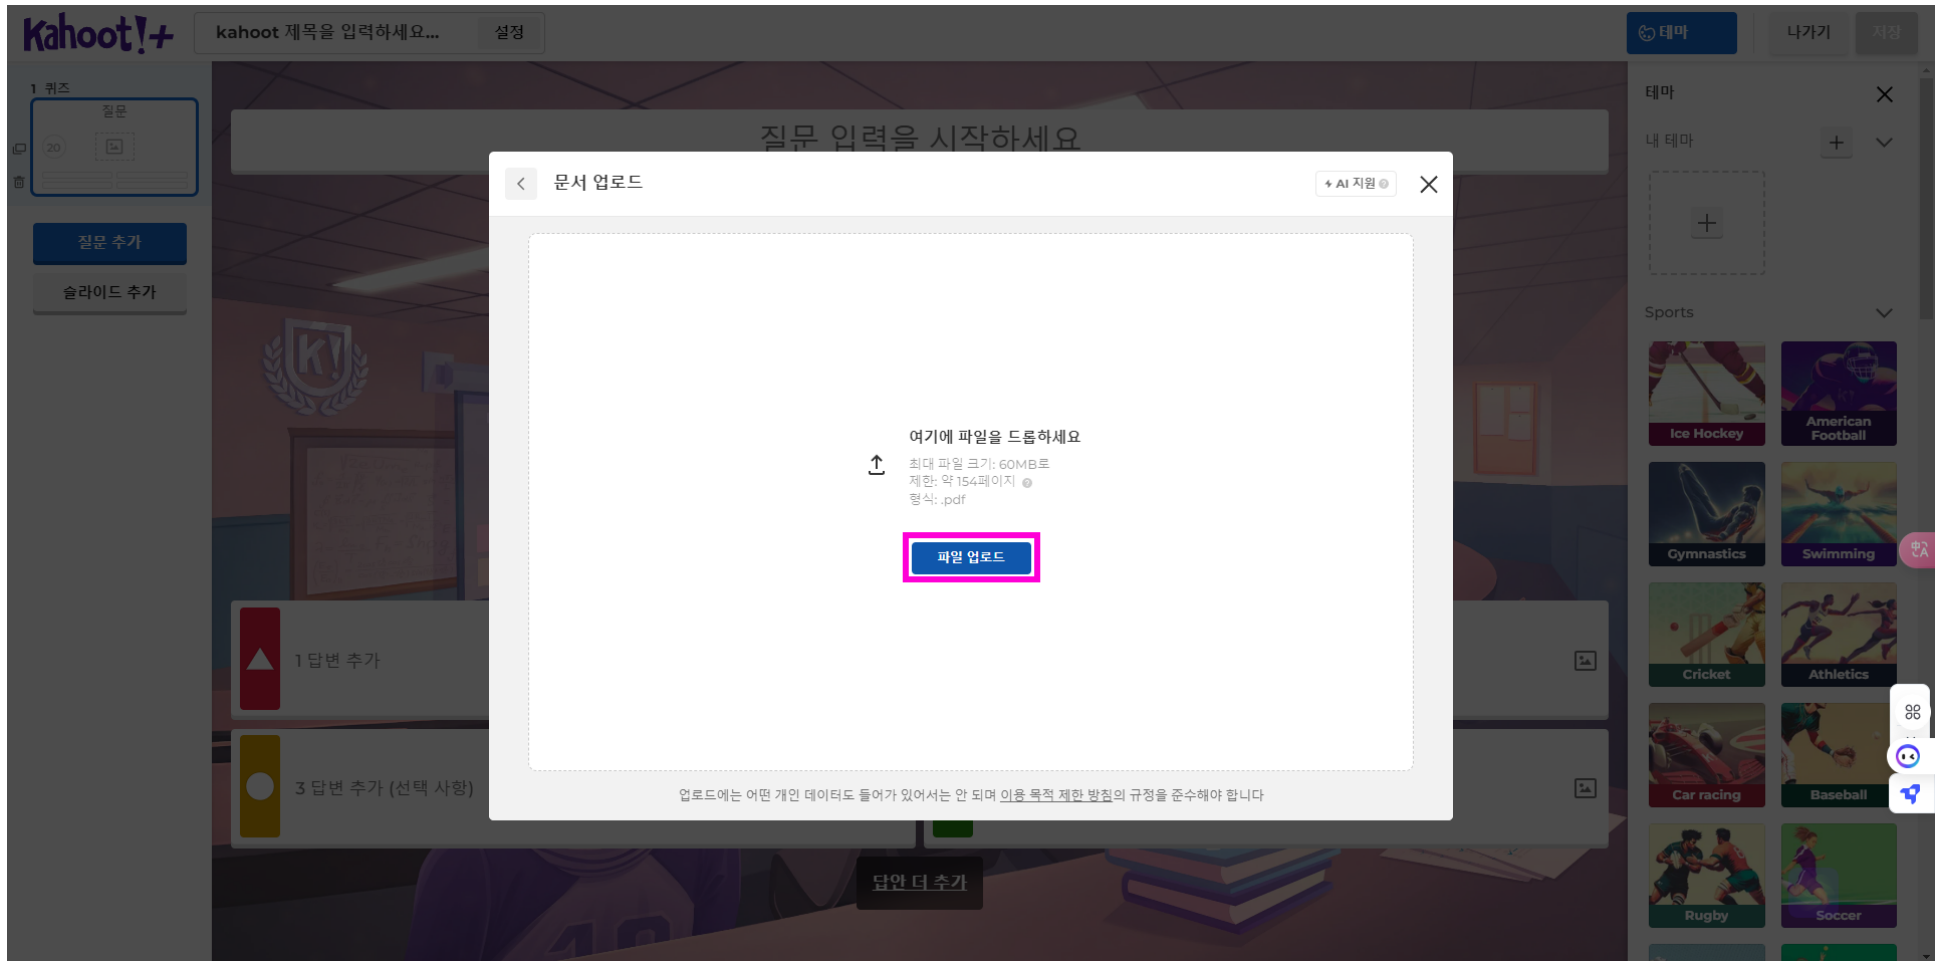 Kahoot!+
kahoot 제목을 입력하세요...
설정
테마
나가기
저장
1 퀴즈
질문
20
질문 추가
슬라이드 추가
질문 입력을 시작하세요
문서 업로드
AI 지원
여기에 파일을 드롭하세요
최대 파일 크기: 60MB로
제한: 약 154페이지
형식: .pdf
파일 업로드
업로드에는 어떤 개인 데이터도 들어가 있어서는 안 되며 이용 목적 제한 방침의 규정을 준수해야 합니다
K!
1 답변 추가
3 답변 추가 (선택 사항)
답안 더 추가
40
테마
내 테마
Sports
Ice Hockey
American
Football
Gymnastics
Swimming
Cricket
Athletics
Car racing
Baseball
Rugby
Soccer